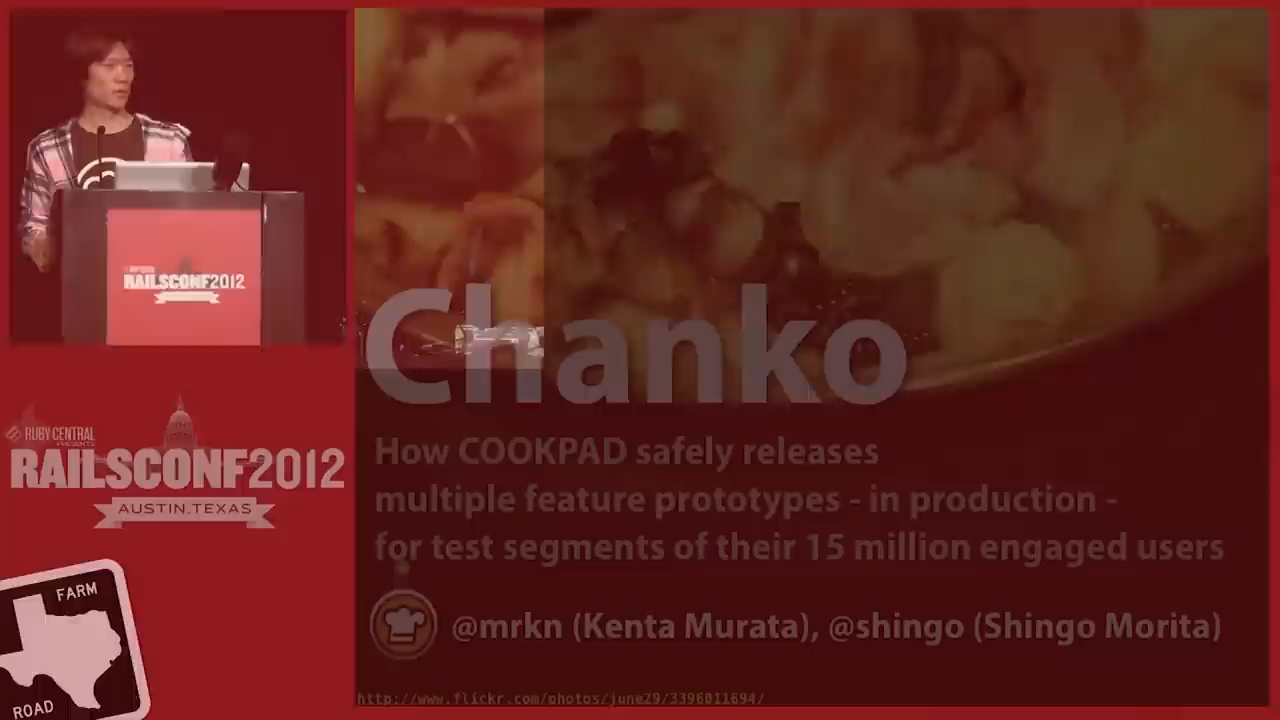 RAILSCONF2012
RUBY CENTRAL
PRESENTS
RAILSCONF2012
AUSTIN, TEXAS
FARM
ROAD
Chanko
How COOKPAD safely releases
multiple feature prototypes - in production -
for test segments of their 15 million engaged users
@mrkn (Kenta Murata), @shingo (Shingo Morita)
http://www.flickr.com/photos/june29/3396011694/